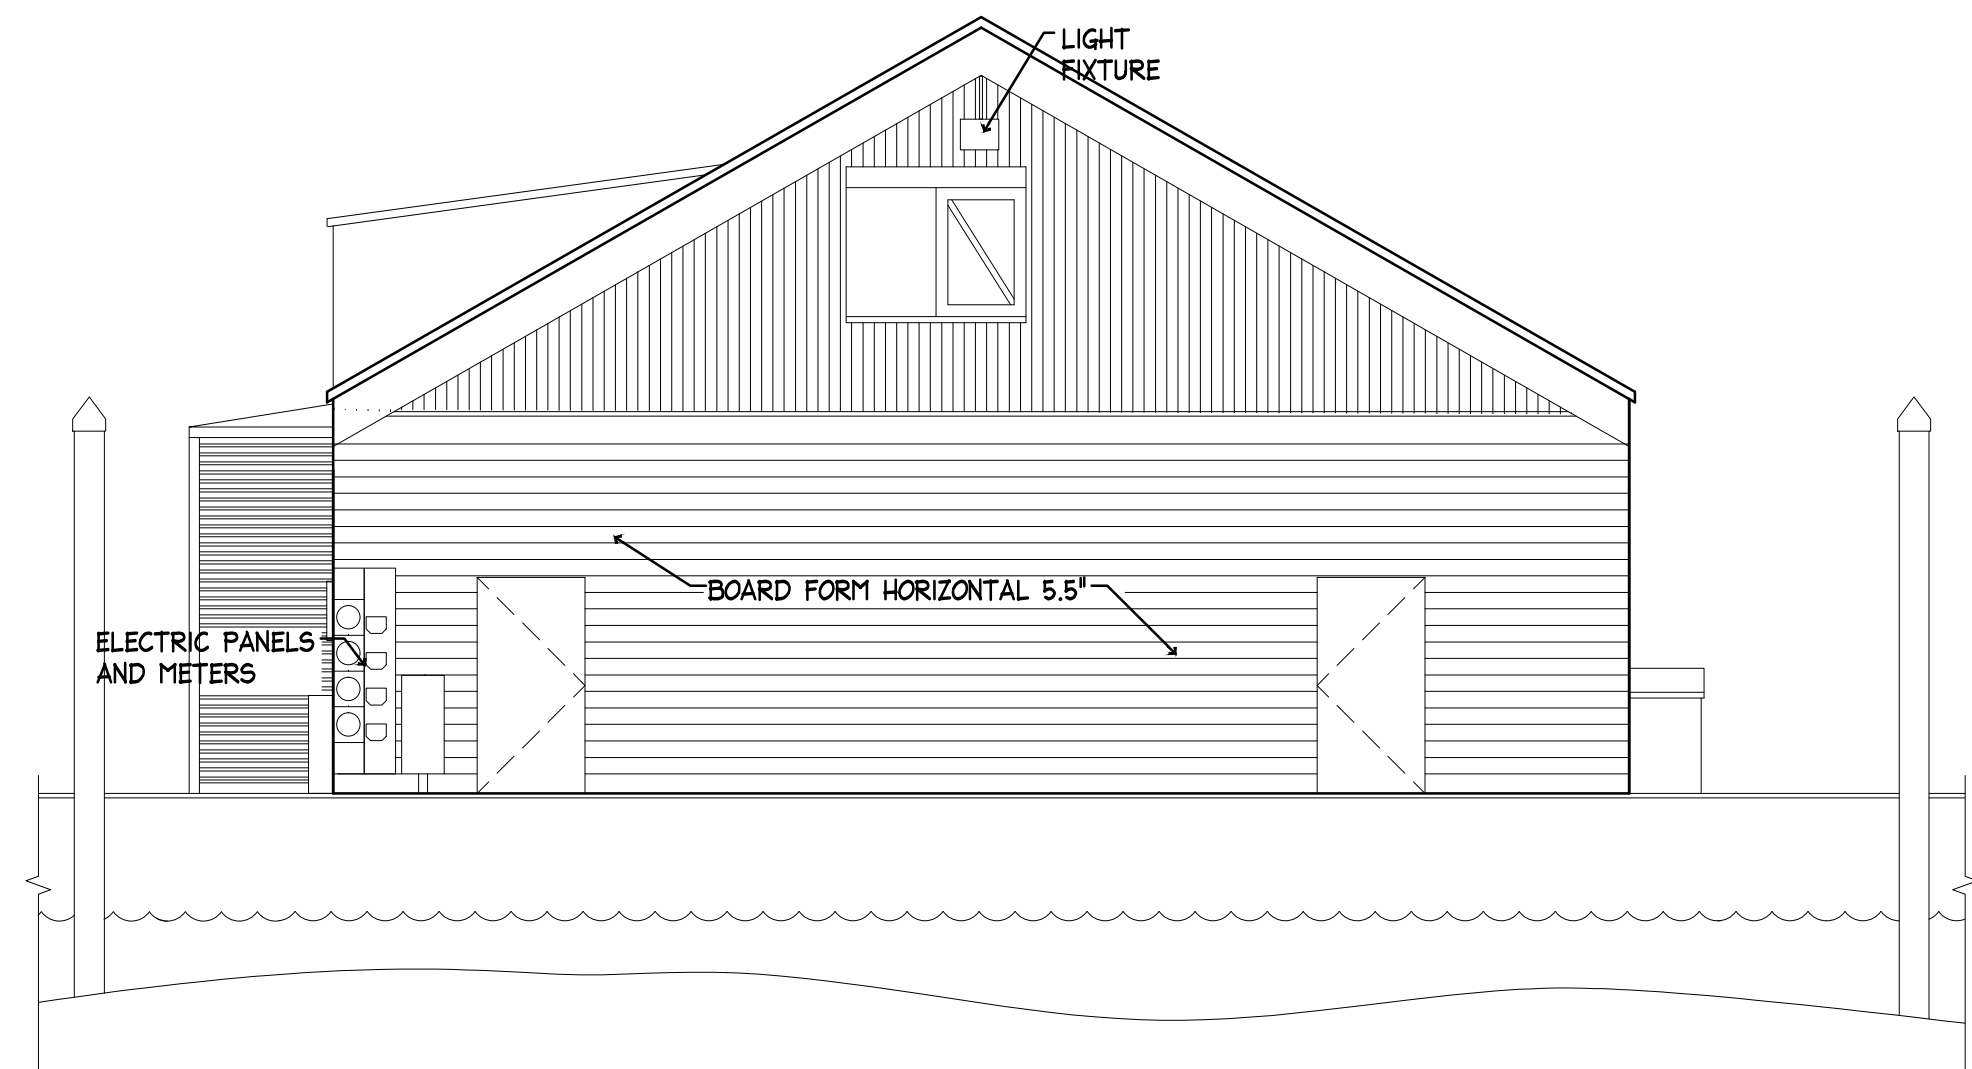 LIGHT
FIXTURE
BOARD FORM HORIZONTAL 5.5"
ELECTRIC PANELS
AND METERS